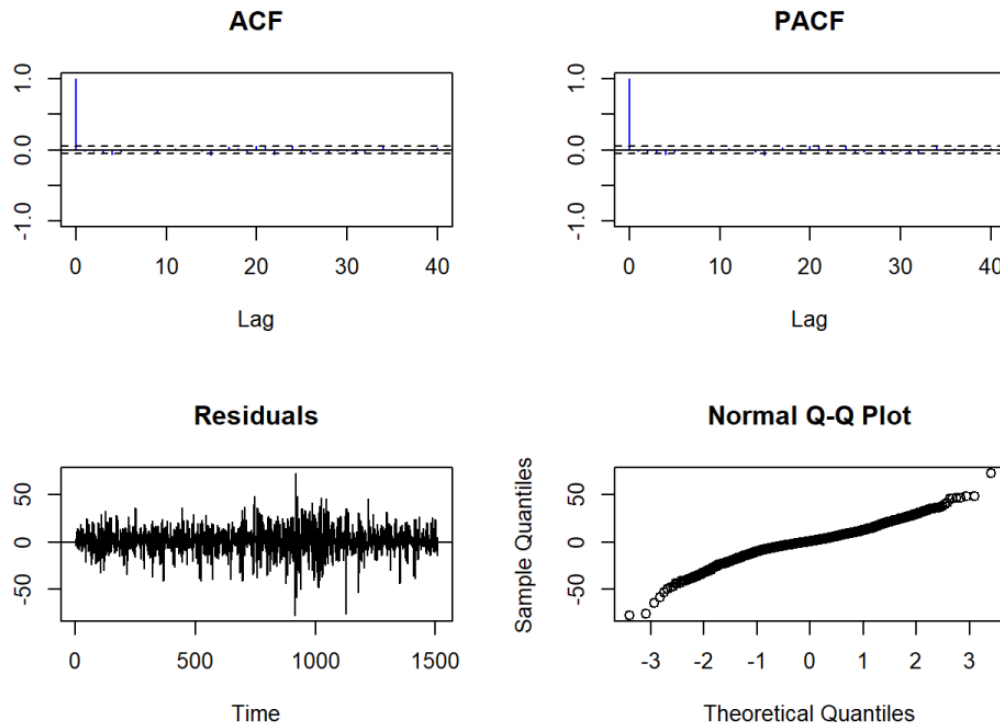 ACF
1.0
0.0
-1.0
0 10 20 30 40
Lag
PACF
1.0
0.0
-1.0
0 10 20 30 40
Lag
Residuals
50
0
-50
0 500 1000 1500
Time
Normal Q-Q Plot
Sample Quantiles
50
0
-50
-3 -2 -1 0 1 2 3
Theoretical Quantiles